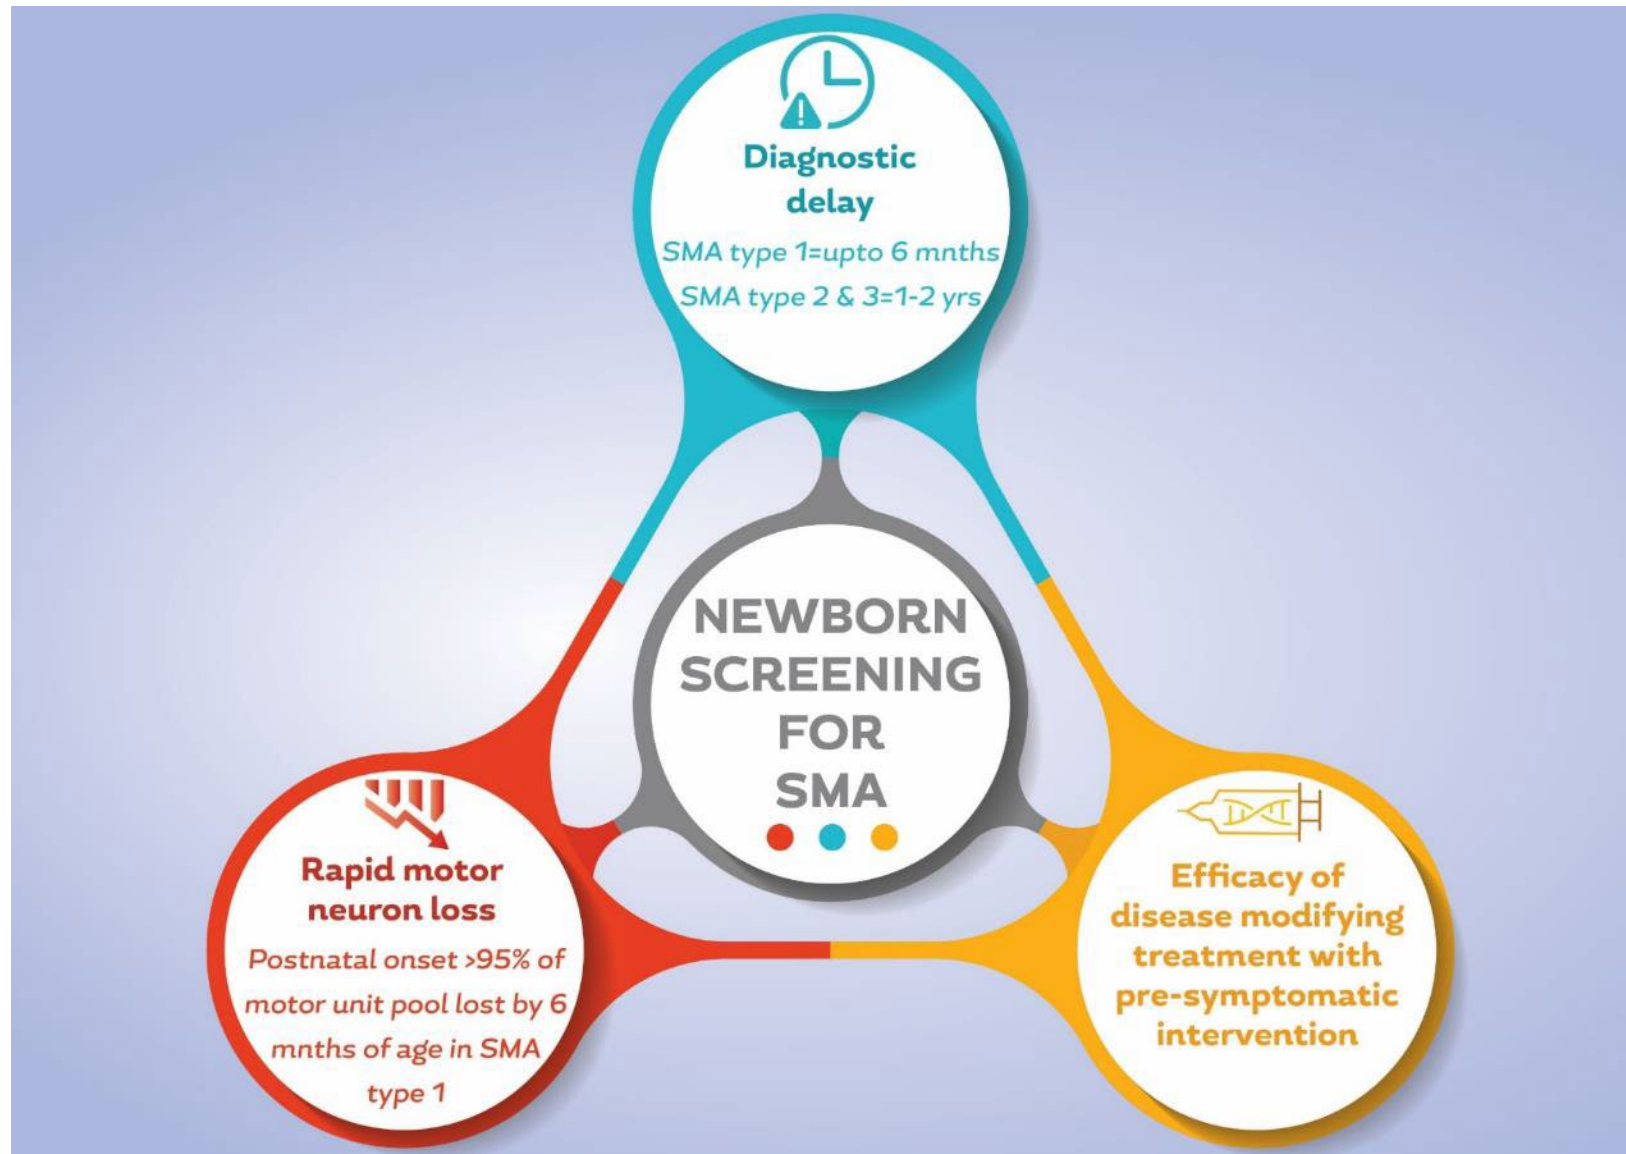 Diagnostic
delay
SMA type 1=upto 6 mnths
SMA type 2 & 3=1-2 yrs
NEWBORN
SCREENING
FOR
SMA
Rapid motor
neuron loss
Postnatal onset >95% of
motor unit pool lost by 6
mnths of age in SMA
type 1
Efficacy of
disease modifying
treatment with
pre-symptomatic
intervention